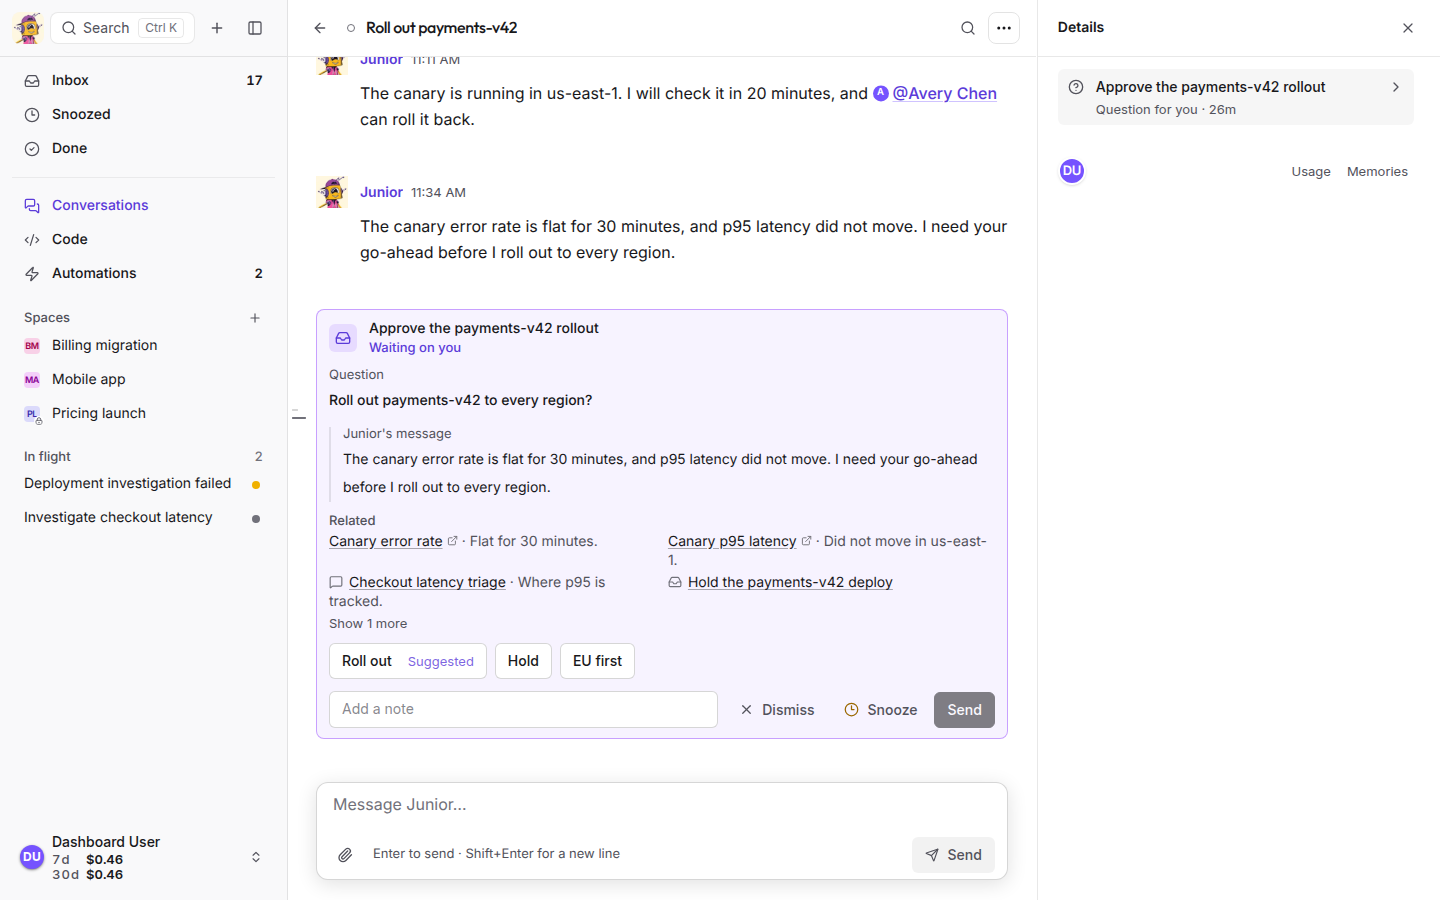 Search Ctrl K
Inbox 17
Snoozed
Done
Conversations
Code
Automations 2
Spaces
BM Billing migration
MA Mobile app
PL Pricing launch
In flight 2
Deployment investigation failed
Investigate checkout latency
DU Dashboard User
7d $0.46
30d $0.46
Roll out payments-v42
Junior 11:11 AM
The canary is running in us-east-1. I will check it in 20 minutes, and A @Avery Chen
can roll it back.
Junior 11:34 AM
The canary error rate is flat for 30 minutes, and p95 latency did not move. I need your
go-ahead before I roll out to every region.
Approve the payments-v42 rollout
Waiting on you
Question
Roll out payments-v42 to every region?
Junior's message
The canary error rate is flat for 30 minutes, and p95 latency did not move. I need your go-ahead
before I roll out to every region.
Related
Canary error rate · Flat for 30 minutes.
Canary p95 latency · Did not move in us-east-
1.
Checkout latency triage · Where p95 is
tracked.
Hold the payments-v42 deploy
Show 1 more
Roll out Suggested Hold EU first
Add a note Dismiss Snooze Send
Message Junior...
Enter to send · Shift+Enter for a new line Send
Details
Approve the payments-v42 rollout
Question for you · 26m
DU Usage Memories